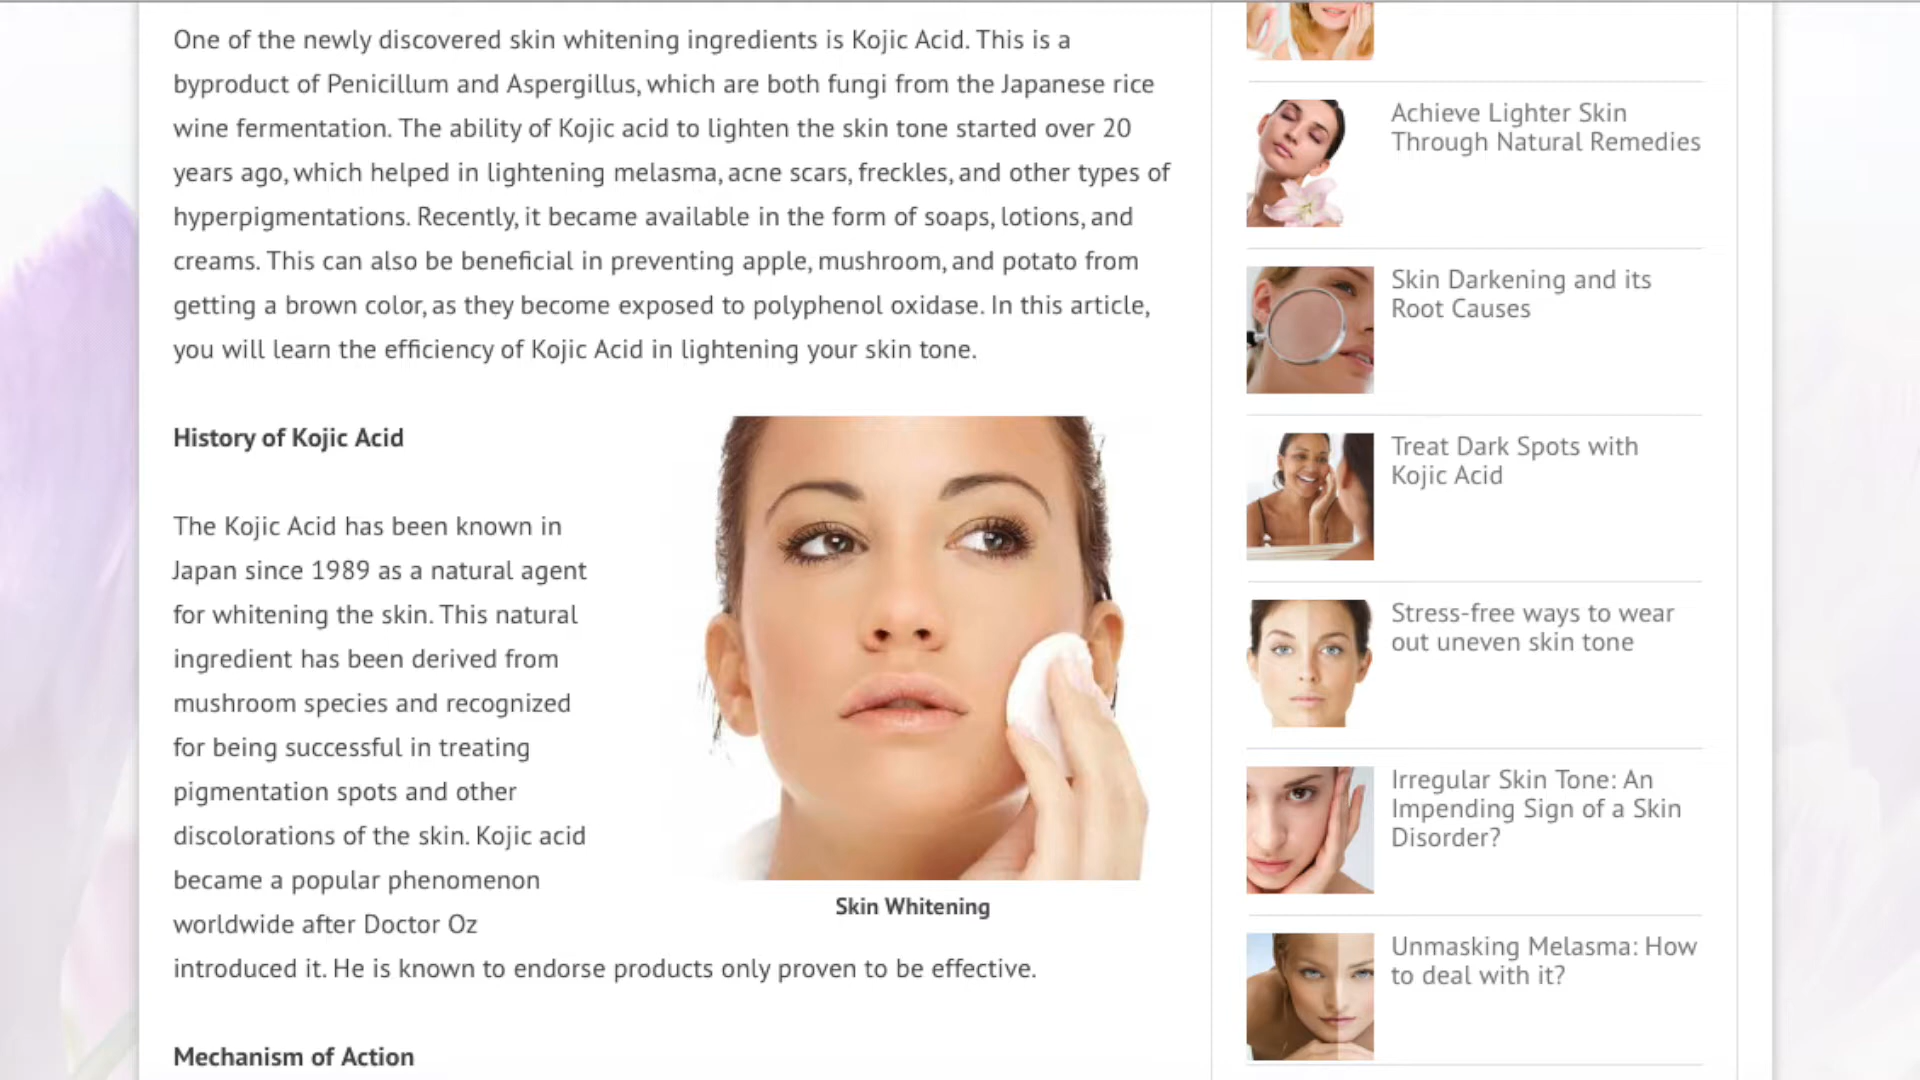 One of the newly discovered skin whitening ingredients is Kojic Acid. This is a
byproduct of Penicillum and Aspergillus, which are both fungi from the Japanese rice
wine fermentation. The ability of Kojic acid to lighten the skin tone started over 20
years ago, which helped in lightening melasma, acne scars, freckles, and other types of
hyperpigmentations. Recently, it became available in the form of soaps, lotions, and
creams. This can also be beneficial in preventing apple, mushroom, and potato from
getting a brown color, as they become exposed to polyphenol oxidase. In this article,
you will learn the efficiency of Kojic Acid in lightening your skin tone.
History of Kojic Acid
The Kojic Acid has been known in
Japan since 1989 as a natural agent
for whitening the skin. This natural
ingredient has been derived from
mushroom species and recognized
for being successful in treating
pigmentation spots and other
discolorations of the skin. Kojic acid
became a popular phenomenon
worldwide after Doctor Oz
introduced it. He is known to endorse products only proven to be effective.
Skin Whitening
Mechanism of Action
Achieve Lighter Skin
Through Natural Remedies
Skin Darkening and its
Root Causes
Treat Dark Spots with
Kojic Acid
Stress-free ways to wear
out uneven skin tone
Irregular Skin Tone: An
Impending Sign of a Skin
Disorder?
Unmasking Melasma: How
to deal with it?